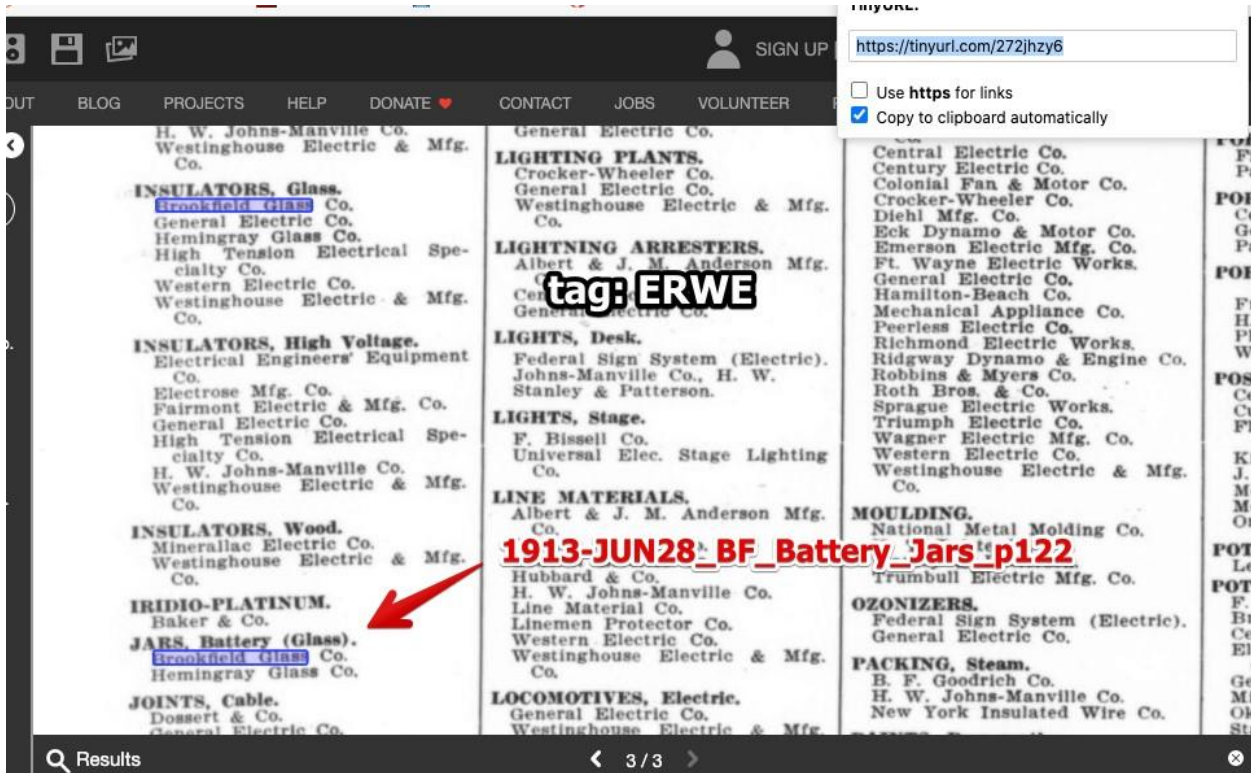 TinyURL:
https://tinyurl.com/272jhzy6
Use https for links
Copy to clipboard automatically
SIGN UP
BLOG PROJECTS HELP DONATE CONTACT JOBS VOLUNTEER
H. W. Johns-Manville Co.
Westinghouse Electric & Mfg.
Co.
INSULATORS, Glass.
Brookfield Glass Co.
General Electric Co.
Hemingray Glass Co.
High Tension Electrical Spe-
cialty Co.
Western Electric Co.
Westinghouse Electric & Mfg.
Co.
INSULATORS, High Voltage.
Electrical Engineers' Equipment
Co.
Electrose Mfg. Co.
Fairmont Electric & Mfg. Co.
General Electric Co.
High Tension Electrical Spe-
cialty Co.
H. W. Johns-Manville Co.
Westinghouse Electric & Mfg.
Co.
INSULATORS, Wood.
Minerallac Electric Co.
Westinghouse Electric & Mfg.
Co.
IRIDIO-PLATINUM.
Baker & Co.
JARS, Battery (Glass).
Brookfield Glass Co.
Hemingray Glass Co.
JOINTS, Cable.
Dossert & Co.
General Electric Co.
General Electric Co.
LIGHTING PLANTS.
Crocker-Wheeler Co.
General Electric Co.
Westinghouse Electric & Mfg.
Co.
LIGHTNING ARRESTERS.
Albert & J. M. Anderson Mfg.
tag: ERWE
General Electric Co.
LIGHTS, Desk.
Federal Sign System (Electric).
Johns-Manville Co., H. W.
Stanley & Patterson.
LIGHTS, Stage.
F. Bissell Co.
Universal Elec. Stage Lighting
Co.
LINE MATERIALS.
Albert & J. M. Anderson Mfg.
Co.
1913-JUN28_BF_Battery_Jars_p122
Hubbard & Co.
H. W. Johns-Manville Co.
Line Material Co.
Linemen Protector Co.
Western Electric Co.
Westinghouse Electric & Mfg.
Co.
LOCOMOTIVES, Electric.
General Electric Co.
Westinghouse Electric & Mfg.
Central Electric Co.
Century Electric Co.
Colonial Fan & Motor Co.
Crocker-Wheeler Co.
Diehl Mfg. Co.
Eck Dynamo & Motor Co.
Emerson Electric Mfg. Co.
Ft. Wayne Electric Works.
General Electric Co.
Hamilton-Beach Co.
Mechanical Appliance Co.
Peerless Electric Co.
Richmond Electric Works.
Ridgway Dynamo & Engine Co.
Robbins & Myers Co.
Roth Bros. & Co.
Sprague Electric Works.
Triumph Electric Co.
Wagner Electric Mfg. Co.
Western Electric Co.
Westinghouse Electric & Mfg.
Co.
MOULDING.
National Metal Molding Co.
Trumbull Electric Mfg. Co.
OZONIZERS.
Federal Sign System (Electric).
General Electric Co.
PACKING, Steam.
B. F. Goodrich Co.
H. W. Johns-Manville Co.
New York Insulated Wire Co.
Results
3 / 3